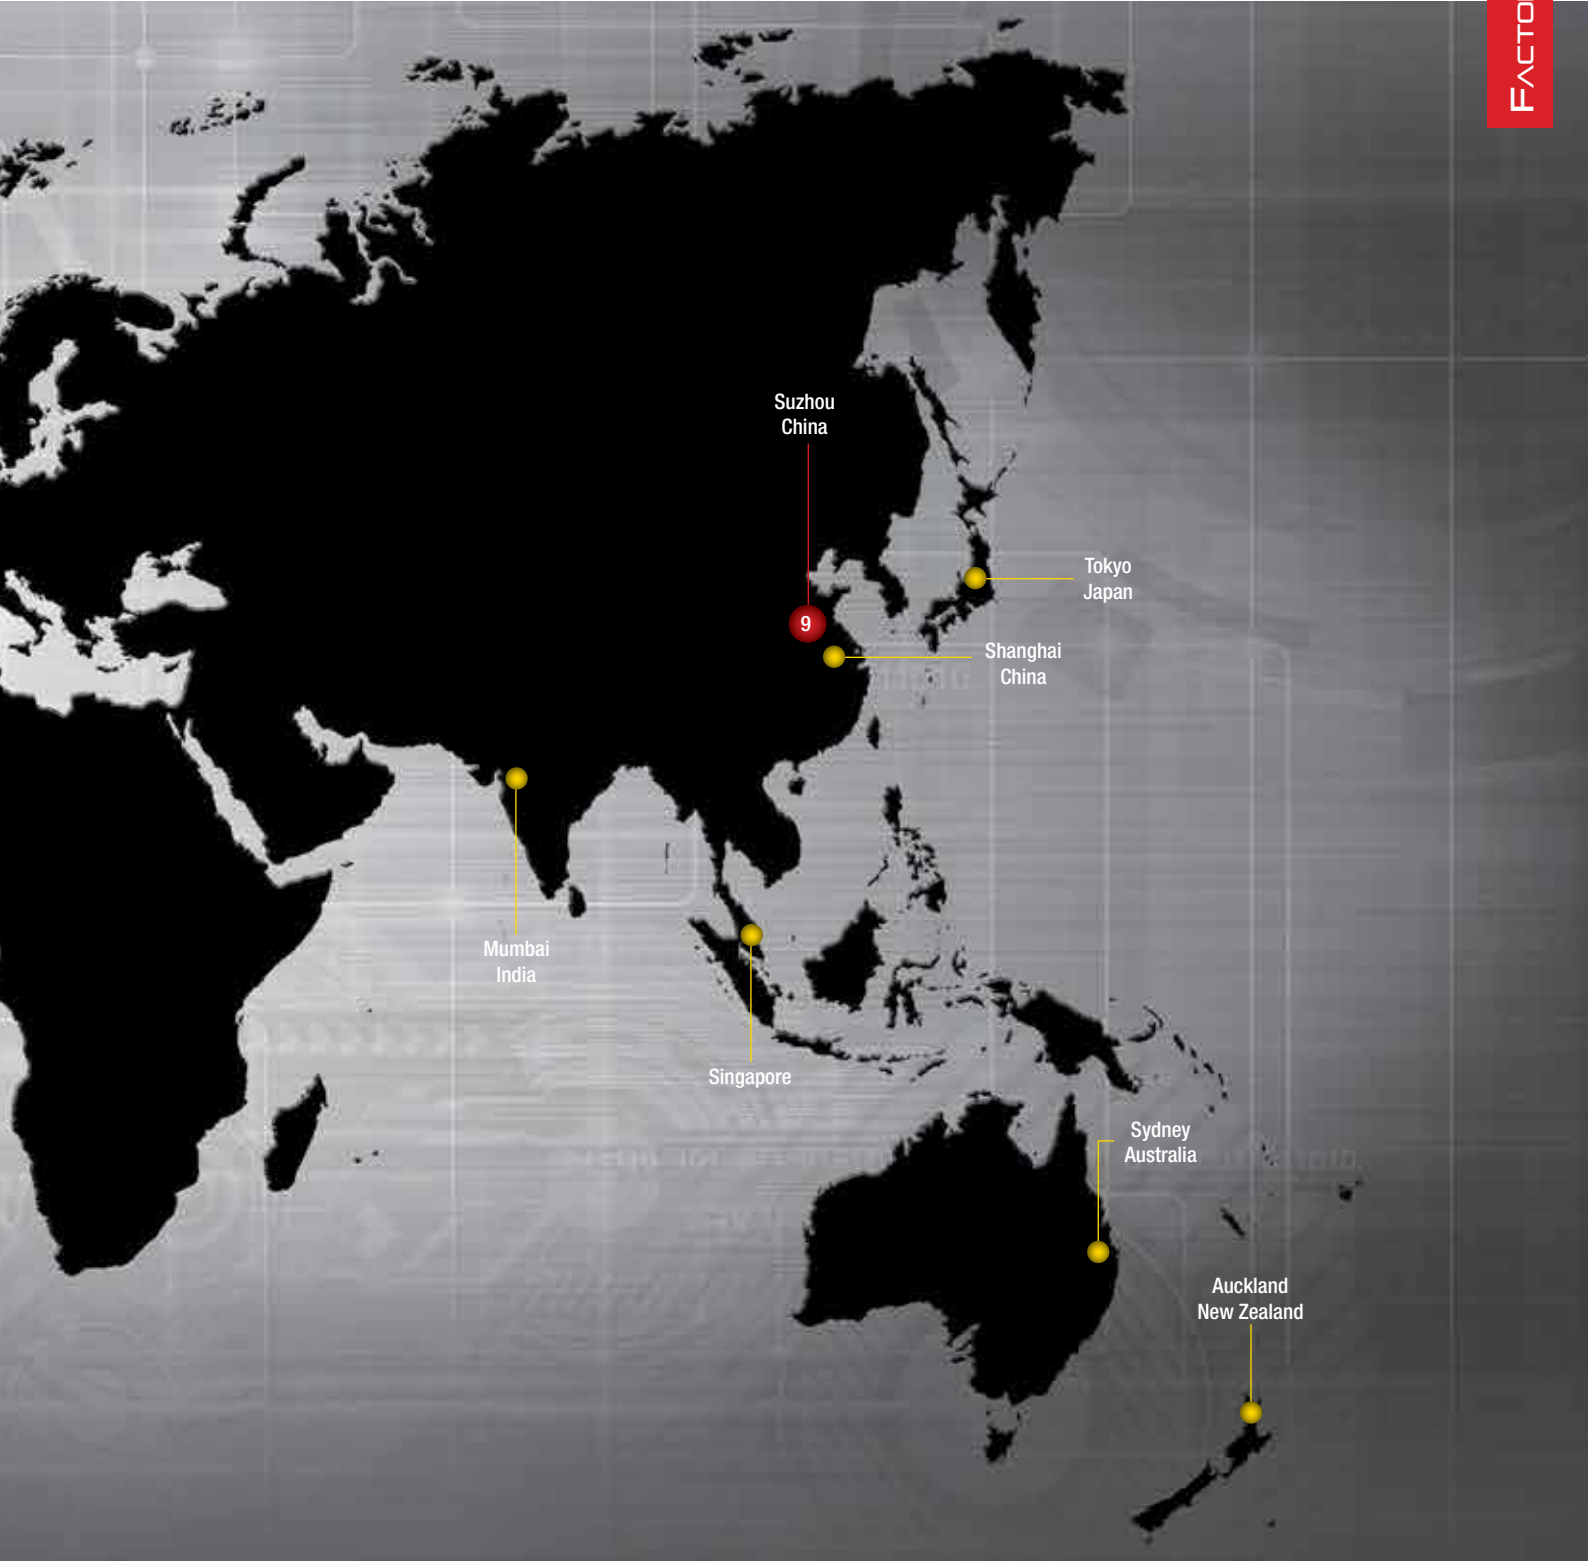 FACTO
Suzhou
China
Tokyo
Japan
9
Shanghai
China
Mumbai
India
Singapore
Sydney
Australia
Auckland
New Zealand